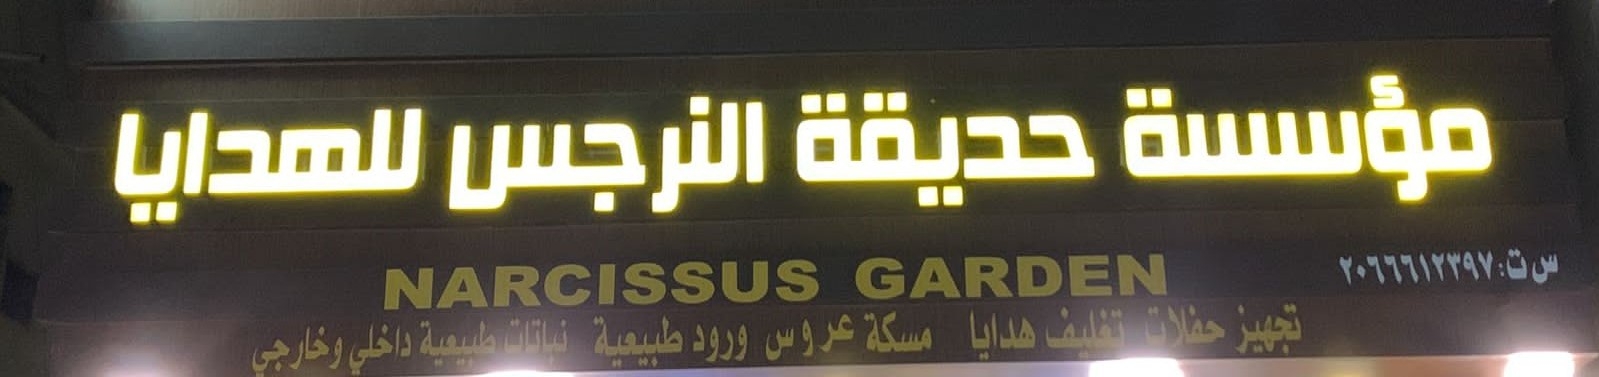 مؤسسة حديقة النرجس للهدايا
NARCISSUS GARDEN
س ت: ٢٠٦٦٦١٢٣٩٧
تجهيز حفلات تغليف هدايا مسكة عروس ورود طبيعية نباتات طبيعية داخلي وخارجي